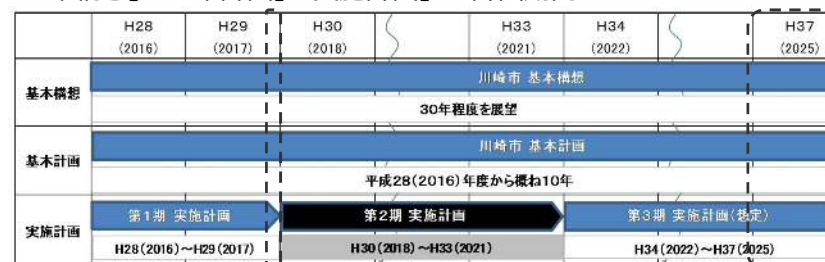 H28 H29 H30 H33 H34 H37
(2016) (2017) (2018) (2021) (2022) (2025)
川崎市 基本構想
基本構想
30年程度を展望
川崎市 基本計画
基本計画
平成28(2016)年度から概ね10年
第1期 実施計画 第2期 実施計画 第3期 実施計画(想定)
実施計画
H28(2016)～H29(2017) H30(2018)～H33(2021) H34(2022)～H37(2025)